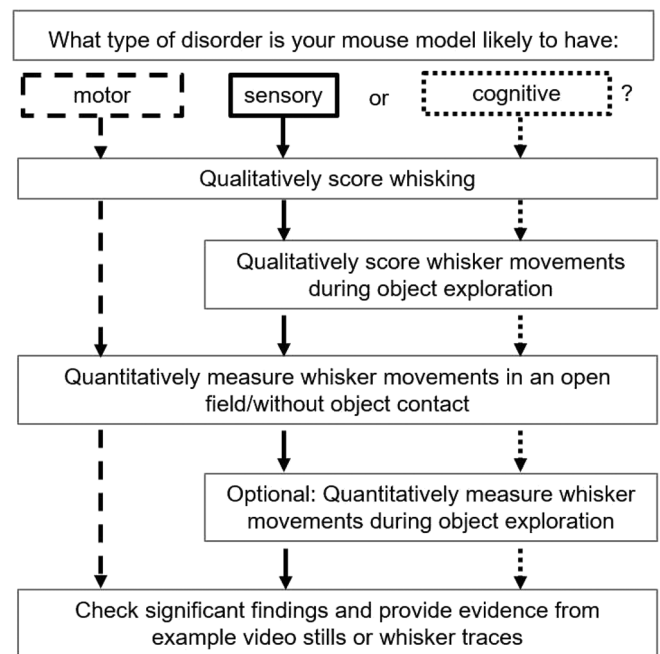 What type of disorder is your mouse model likely to have:
motor sensory or cognitive ?
Qualitatively score whisking
Qualitatively score whisker movements
during object exploration
Quantitatively measure whisker movements in an open
field/without object contact
Optional: Quantitatively measure whisker
movements during object exploration
Check significant findings and provide evidence from
example video stills or whisker traces